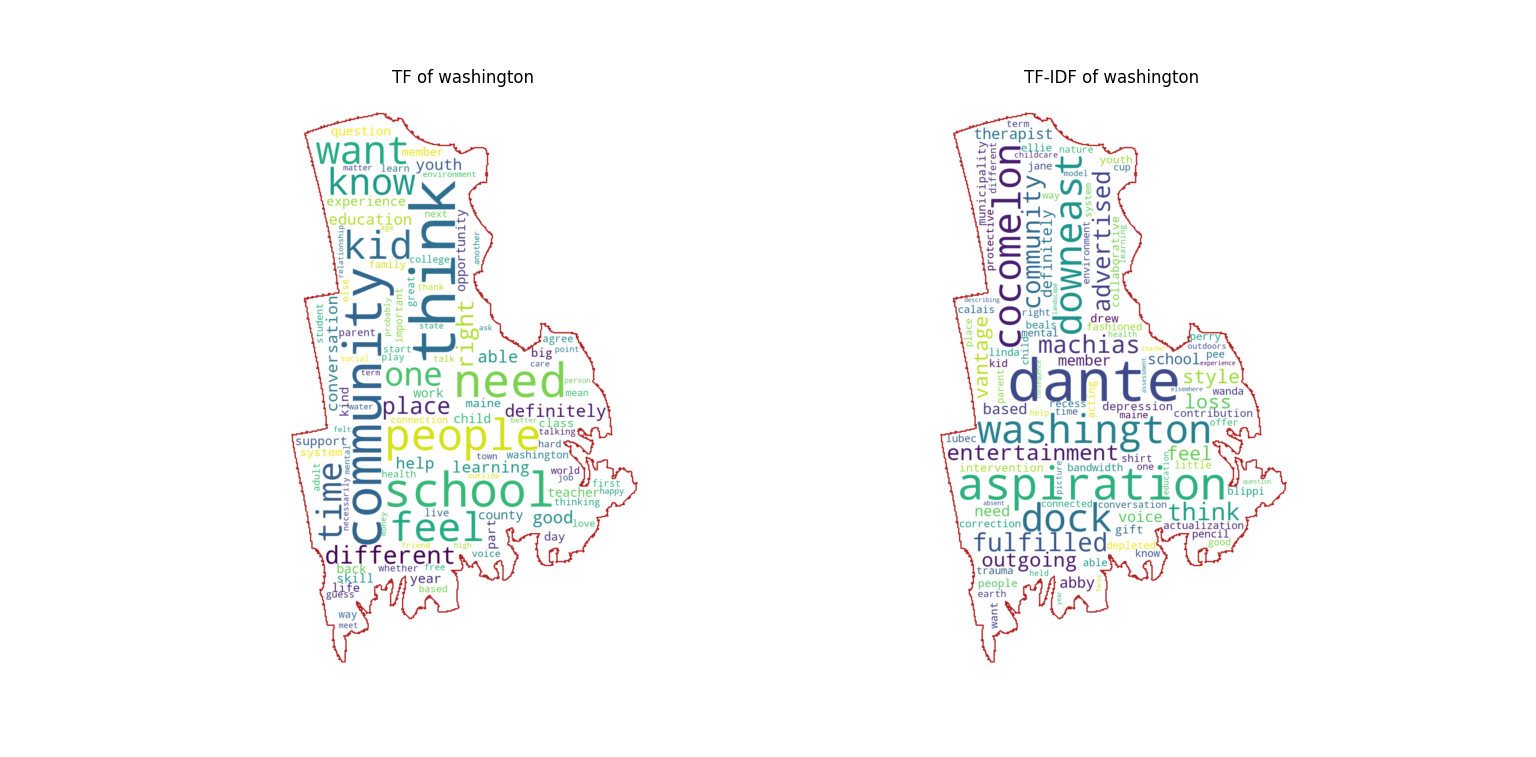 TF of washington
question
want
member
matter
learn
youth
know
environment
experience
think
education
next
age
kid
opportunity
another
relationship
family
college
else
great
thank
community
conversation
student
probably
important
state
right
ask
parent
start
talk
agree
social
play
able
big
point
term
care
one
need
person
work
mean
kind
water
place
maine
definitely
connection
child
better
class
felt
people
talking
support
hard
system
town
washington
mental
help
learning
world
adult
health
outside
job
time
school
first
necessarily
teacher
happy
thinking
money
live
county
good
love
feel
part
day
friend
high
different
voice
back
whether
free
skill
year
life
based
guess
way
meet
TF-IDF of washington
term
therapist
ellie
nature
childcare
municipality
different
cocomelon
jane
downeast
youth
model
cup
community
way
system
advertised
definitely
protective
environment
collaborative
learning
landscape
describing
calais
right
drew
place
vantage
beals
fashioned
mental
health
perry
linda
child
machias
teacher
outdoors
kid
member
school
pee
experience
parent
dante
assessment
style
consequence
elsewhere
wanda
acting
based
recess
depression
loss
help
time
maine
contribution
offer
washington
lubec
entertainment
shirt
feel
intervention
picture
bandwidth
one
education
little
aspiration
question
blippi
absent
connected
conversation
need
dock
voice
think
correction
gift
actualization
pencil
fulfilled
depleted
good
know
outgoing
able
trauma
held
people
abby
force
earth
year
want